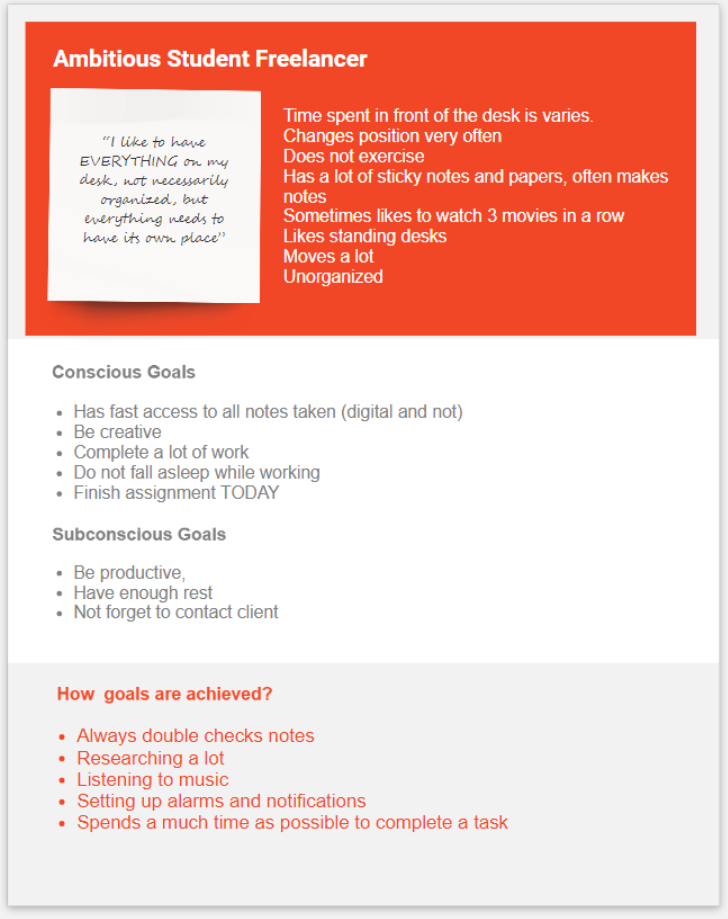 Ambitious Student Freelancer
“I like to have
EVERYTHING on my
desk, not necessarily
organized, but
everything needs to
have its own place”
Time spent in front of the desk is varies.
Changes position very often
Does not exercise
Has a lot of sticky notes and papers, often makes
notes
Sometimes likes to watch 3 movies in a row
Likes standing desks
Moves a lot
Unorganized
Conscious Goals
• Has fast access to all notes taken (digital and not)
• Be creative
• Complete a lot of work
• Do not fall asleep while working
• Finish assignment TODAY
Subconscious Goals
• Be productive,
• Have enough rest
• Not forget to contact client
How goals are achieved?
• Always double checks notes
• Researching a lot
• Listening to music
• Setting up alarms and notifications
• Spends a much time as possible to complete a task